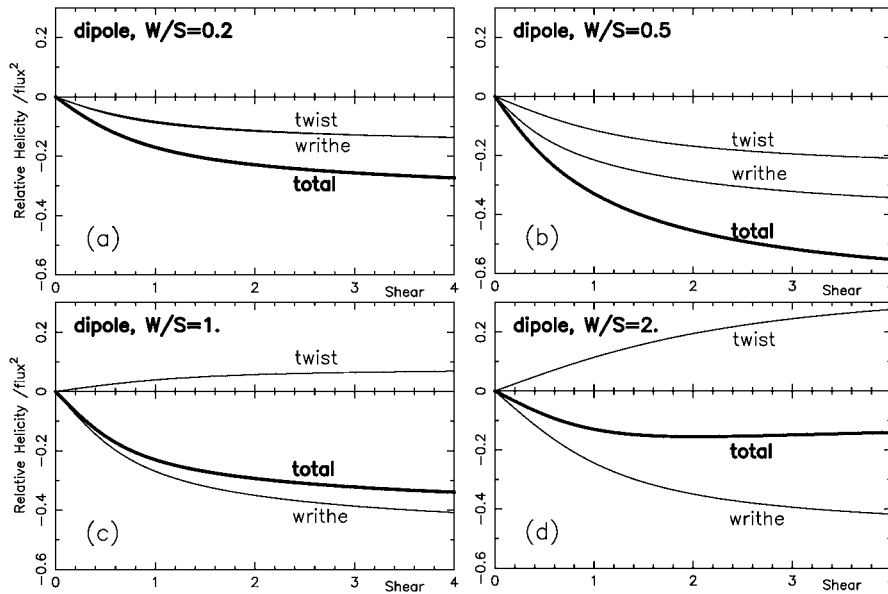 dipole, W/S=0.2
dipole, W/S=0.5
Relative Helicity /flux²
0.2
0
−0.2
−0.4
−0.6
twist
writhe
total
(a)
0
1
2
3
4
Shear
0.2
0
−0.2
−0.4
−0.6
twist
writhe
total
(b)
0
1
2
3
Shear
dipole, W/S=1.
dipole, W/S=2.
Relative Helicity /flux²
0.2
0
−0.2
−0.4
−0.6
twist
total
writhe
(c)
0
1
2
3
4
Shear
0.2
0
−0.2
−0.4
−0.6
twist
total
writhe
(d)
0
1
2
3
Shear